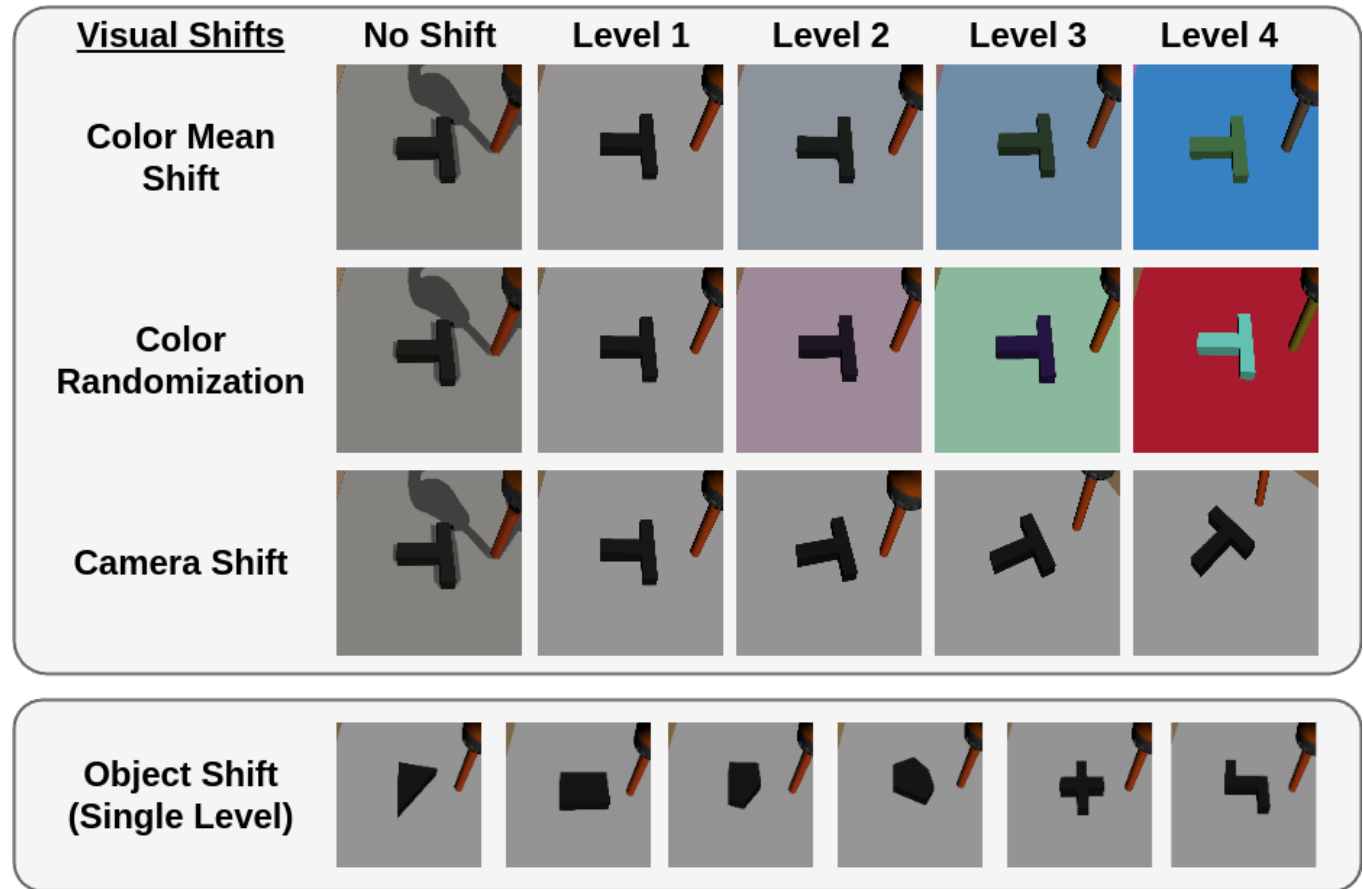 Visual Shifts No Shift Level 1 Level 2 Level 3 Level 4
Color Mean
Shift
Color
Randomization
Camera Shift
Object Shift
(Single Level)